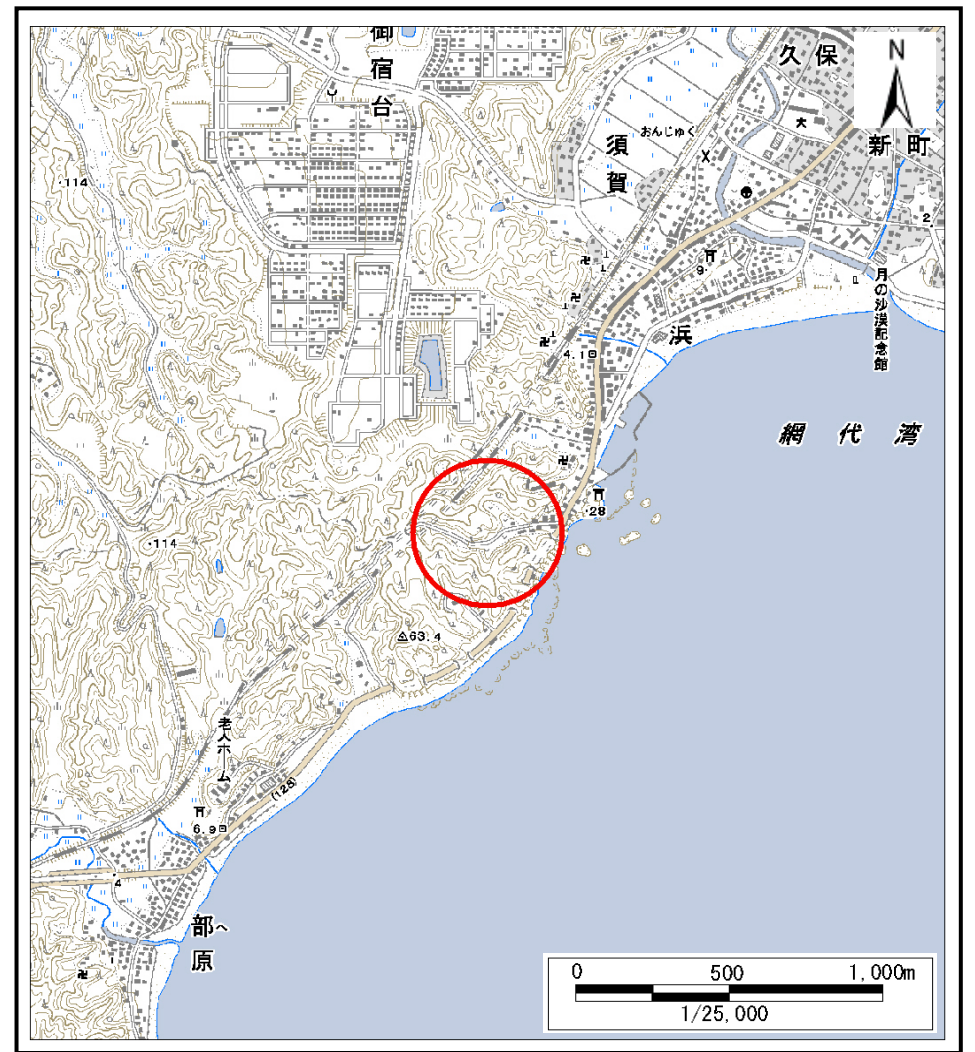 御宿台
久保
N
新町
おんじゅく
須賀
114
2
9
月の沙漠記念館
浜
4.1
網代湾
28
114
63.4
老人ホーム
(128)
6.9
4
部原
へ
0 500 1,000m
1/25,000